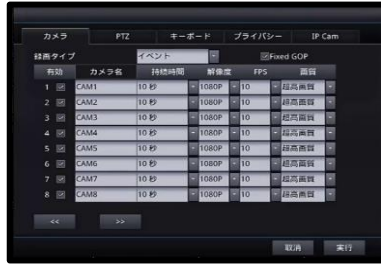 カメラ PTZ キーボード プライバシー IP Cam
録画タイプ イベント Fixed GOP
有効 カメラ名 持続時間 解像度 FPS 画質
1 CAM1 10 秒 1080P 10 超高画質
2 CAM2 10 秒 1080P 10 超高画質
3 CAM3 10 秒 1080P 10 超高画質
4 CAM4 10 秒 1080P 10 超高画質
5 CAM5 10 秒 1080P 10 超高画質
6 CAM6 10 秒 1080P 10 超高画質
7 CAM7 10 秒 1080P 10 超高画質
8 CAM8 10 秒 1080P 10 超高画質
<< >>
取消 実行